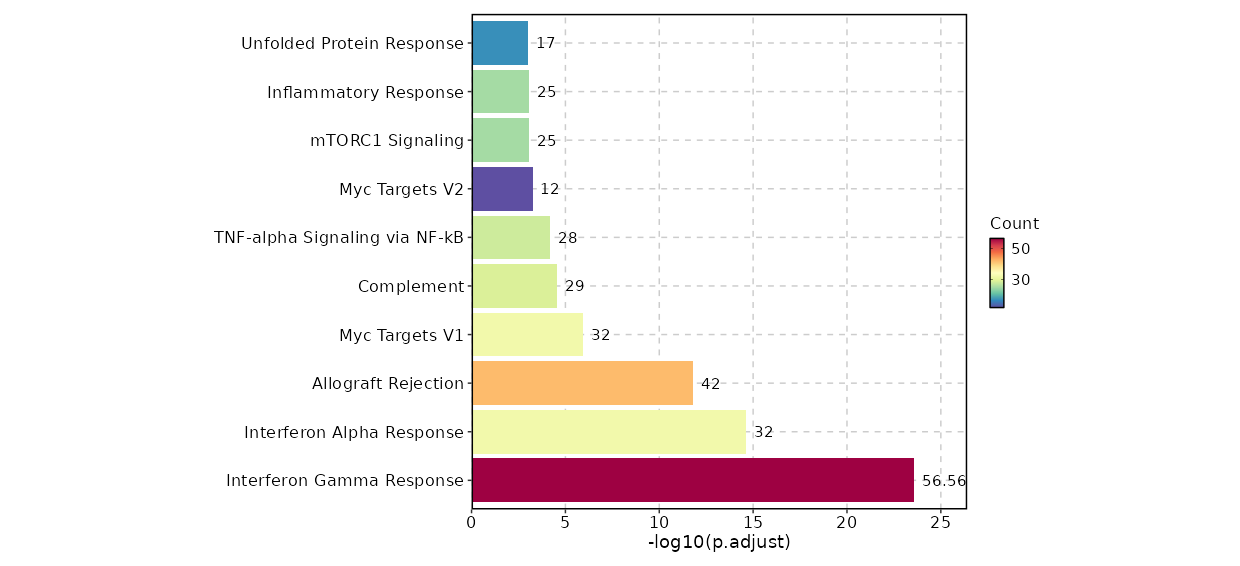 Unfolded Protein Response 17
Inflammatory Response 25
mTORC1 Signaling 25
Myc Targets V2 12
TNF-alpha Signaling via NF-kB 28
Complement 29
Myc Targets V1 32
Allograft Rejection 42
Interferon Alpha Response 32
Interferon Gamma Response 56.56
0 5 10 15 20 25
-log10(p.adjust)
Count
50
30